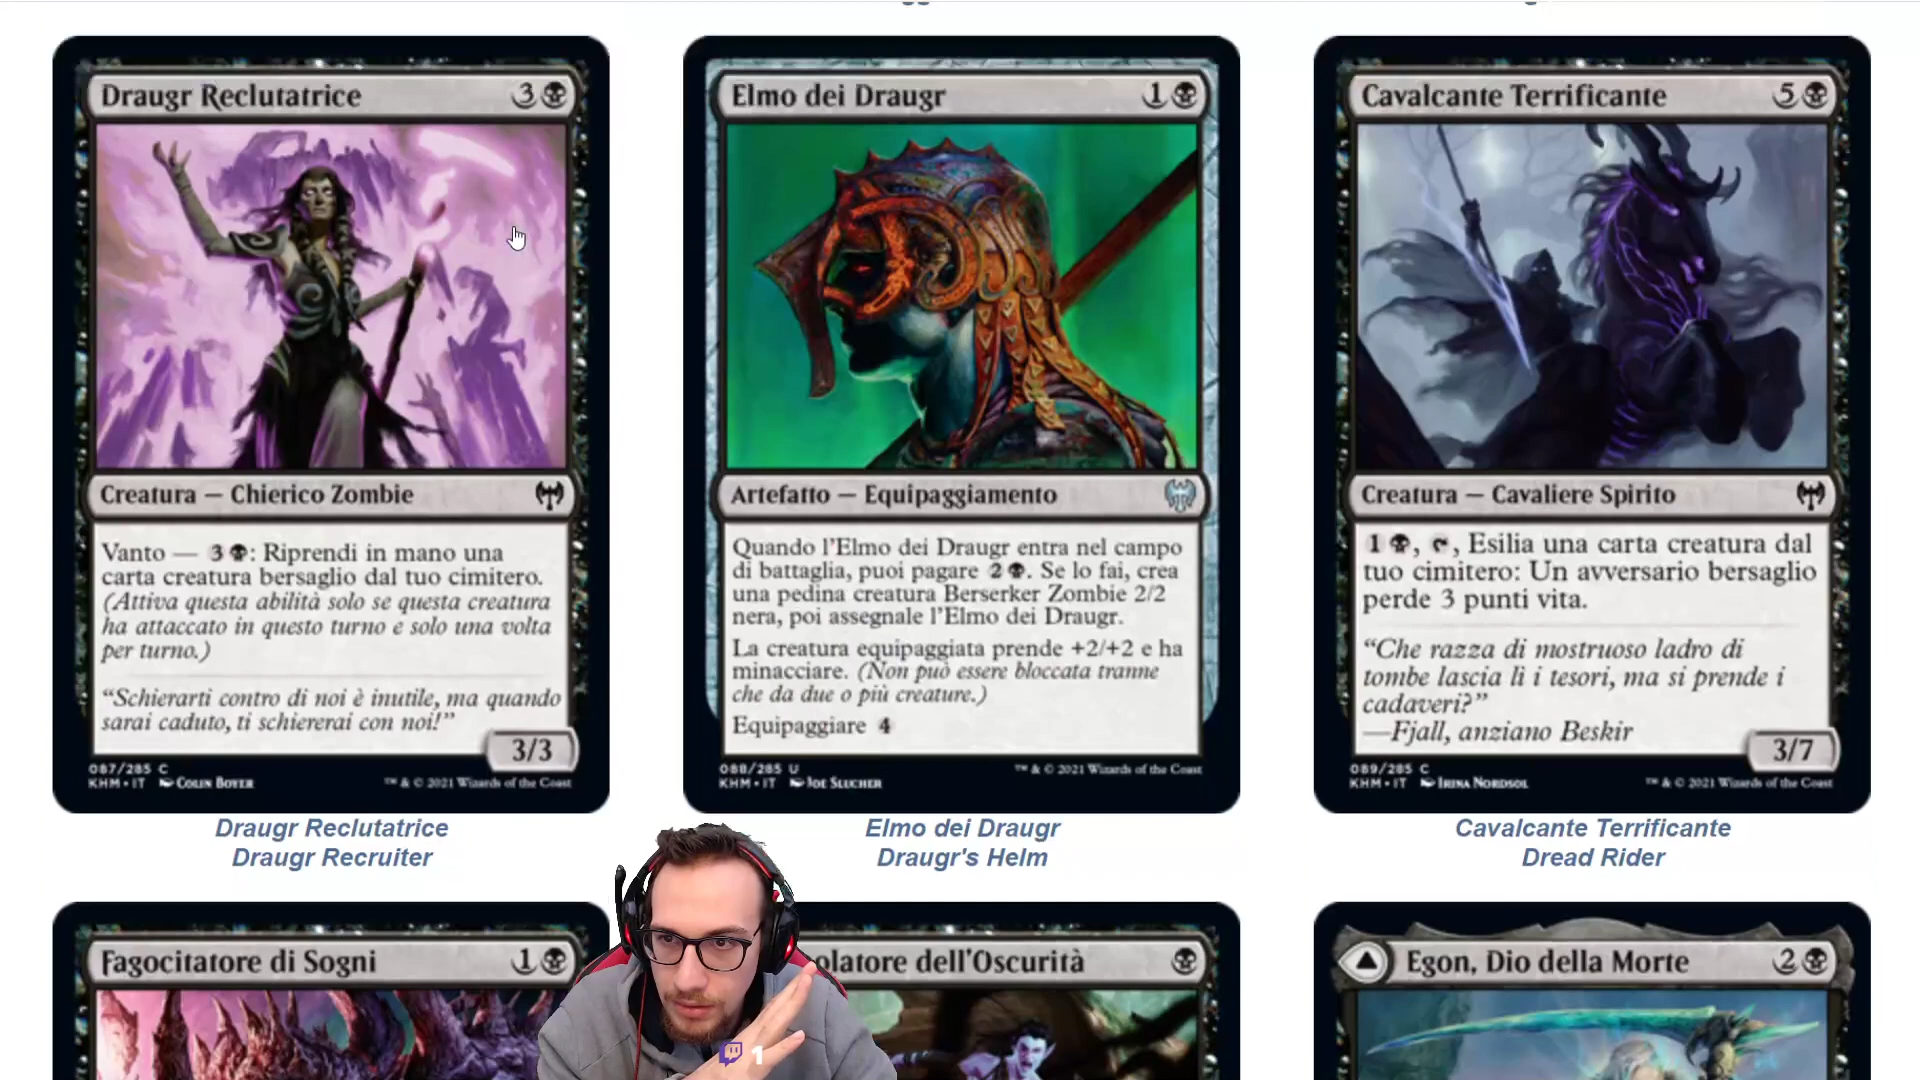 Draugr Reclutatrice 3
Creatura — Chierico Zombie
Vanto — 3 : Riprendi in mano una
carta creatura bersaglio dal tuo cimitero.
(Attiva questa abilità solo se questa creatura
ha attaccato in questo turno e solo una volta
per turno.)
“Schierarti contro di noi è inutile, ma quando
sarai caduto, ti schiererai con noi!”
3/3
087/285 C
KHM • IT Colin Boyer
™ & © 2021 Wizards of the Coast
Draugr Reclutatrice
Draugr Recruiter
Elmo dei Draugr 1
Artefatto — Equipaggiamento
Quando l'Elmo dei Draugr entra nel campo
di battaglia, puoi pagare 2 . Se lo fai, crea
una pedina creatura Berserker Zombie 2/2
nera, poi assegnale l'Elmo dei Draugr.
La creatura equipaggiata prende +2/+2 e ha
minacciare. (Non può essere bloccata tranne
che da due o più creature.)
Equipaggiare 4
088/285 U
KHM • IT Joe Slucher
™ & © 2021 Wizards of the Coast
Elmo dei Draugr
Draugr's Helm
Cavalcante Terrificante 5
Creatura — Cavaliere Spirito
1 , , Esilia una carta creatura dal
tuo cimitero: Un avversario bersaglio
perde 3 punti vita.
“Che razza di mostruoso ladro di
tombe lascia lì i tesori, ma si prende i
cadaveri?”
—Fjall, anziano Beskir
3/7
089/285 C
KHM • IT Irina Nordsol
™ & © 2021 Wizards of the Coast
Cavalcante Terrificante
Dread Rider
Fagocitatore di Sogni 1
olatore dell'Oscurità
Egon, Dio della Morte 2
1